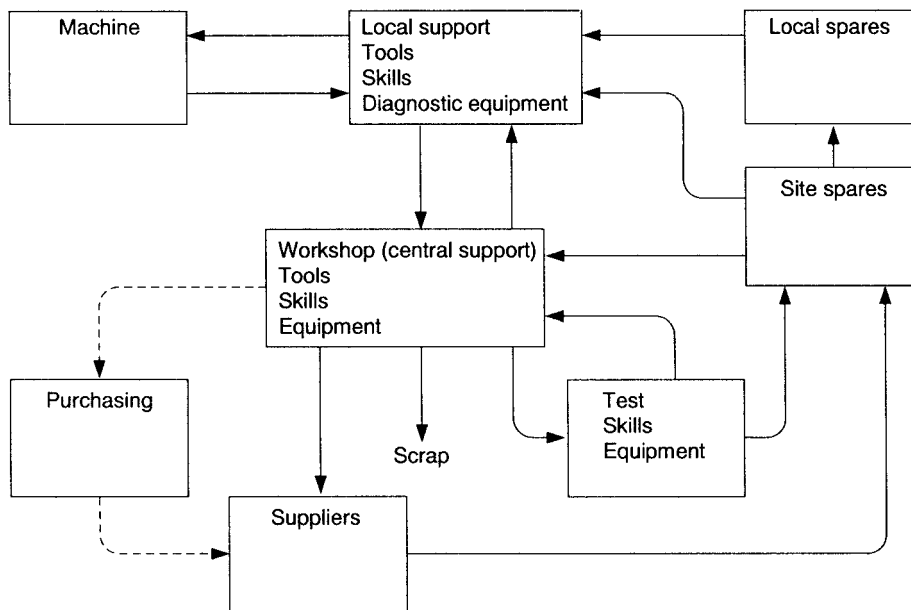 Machine
Local support
Tools
Skills
Diagnostic equipment
Local spares
Site spares
Workshop (central support)
Tools
Skills
Equipment
Purchasing
Test
Skills
Equipment
Scrap
Suppliers